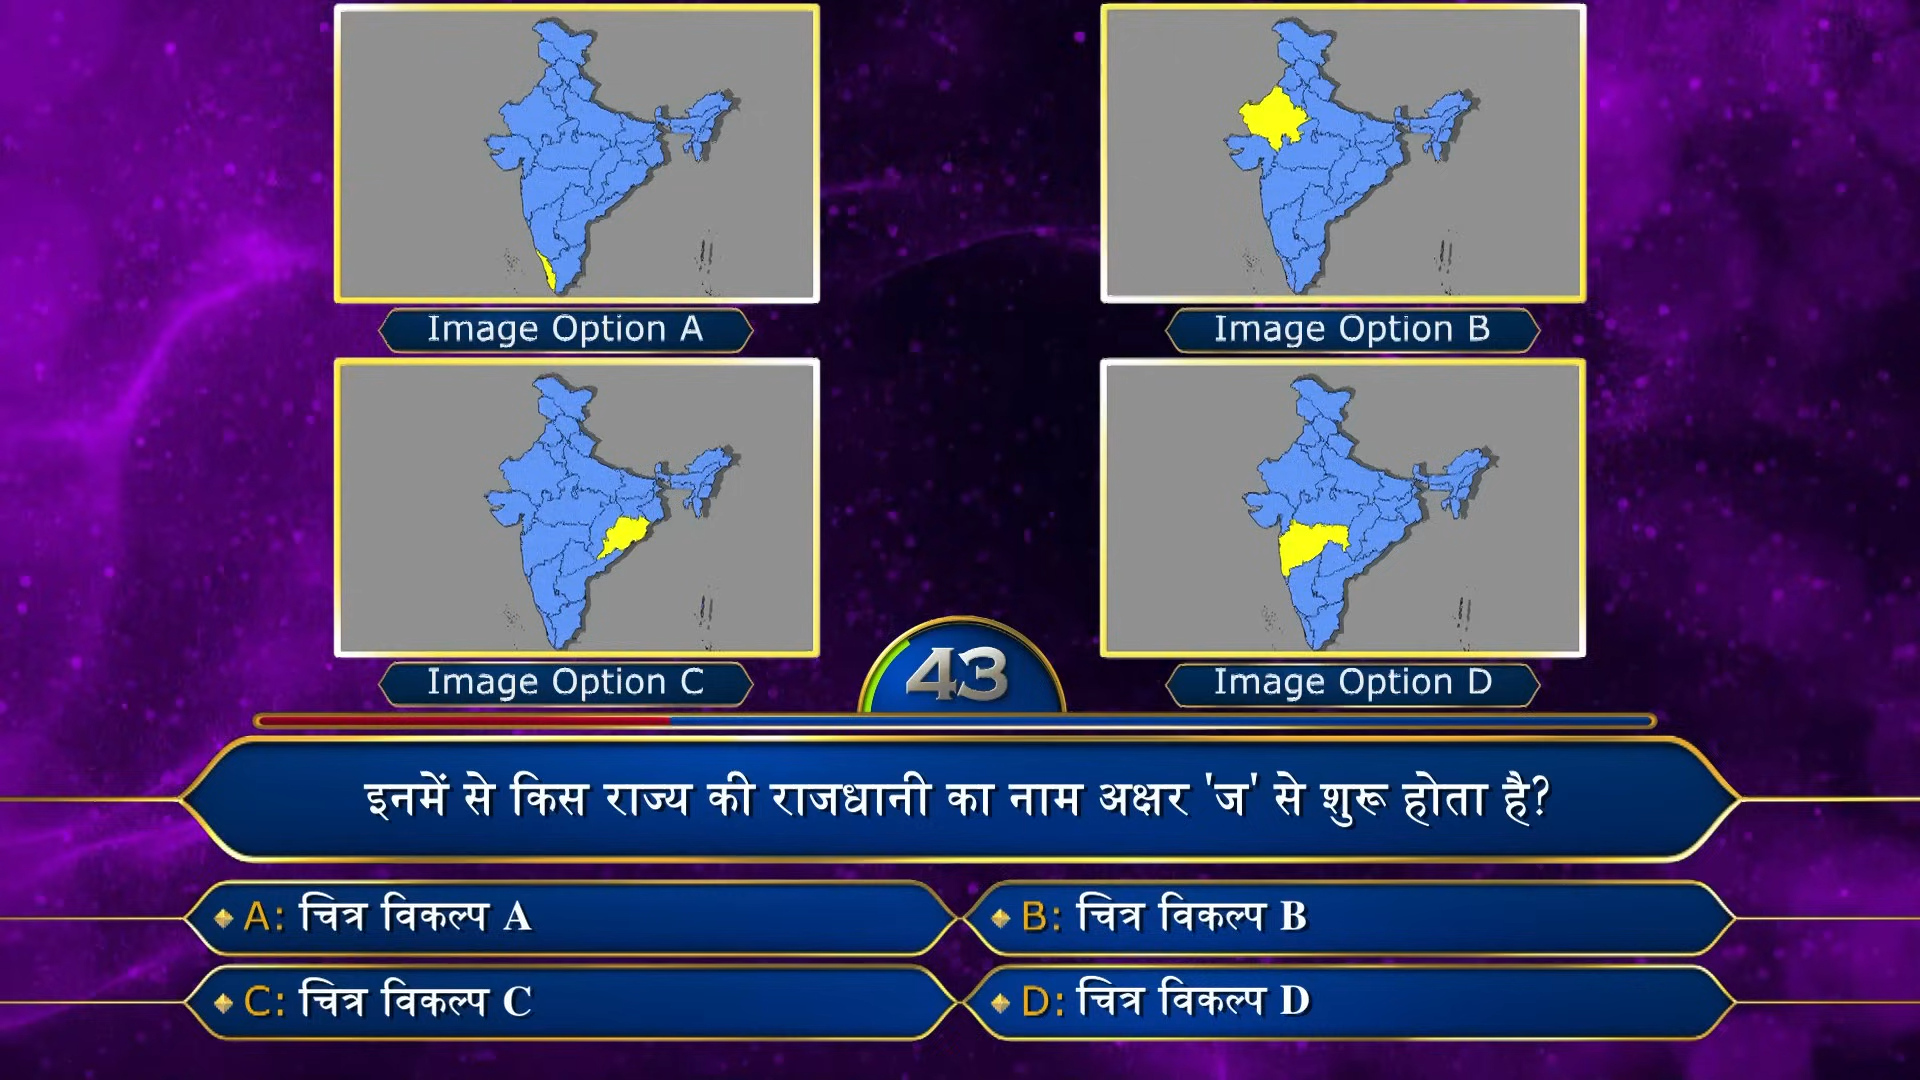 Image Option A
Image Option B
Image Option C
Image Option D
43
इनमें से किस राज्य की राजधानी का नाम अक्षर 'ज' से शुरू होता है?
A: चित्र विकल्प A
B: चित्र विकल्प B
C: चित्र विकल्प C
D: चित्र विकल्प D